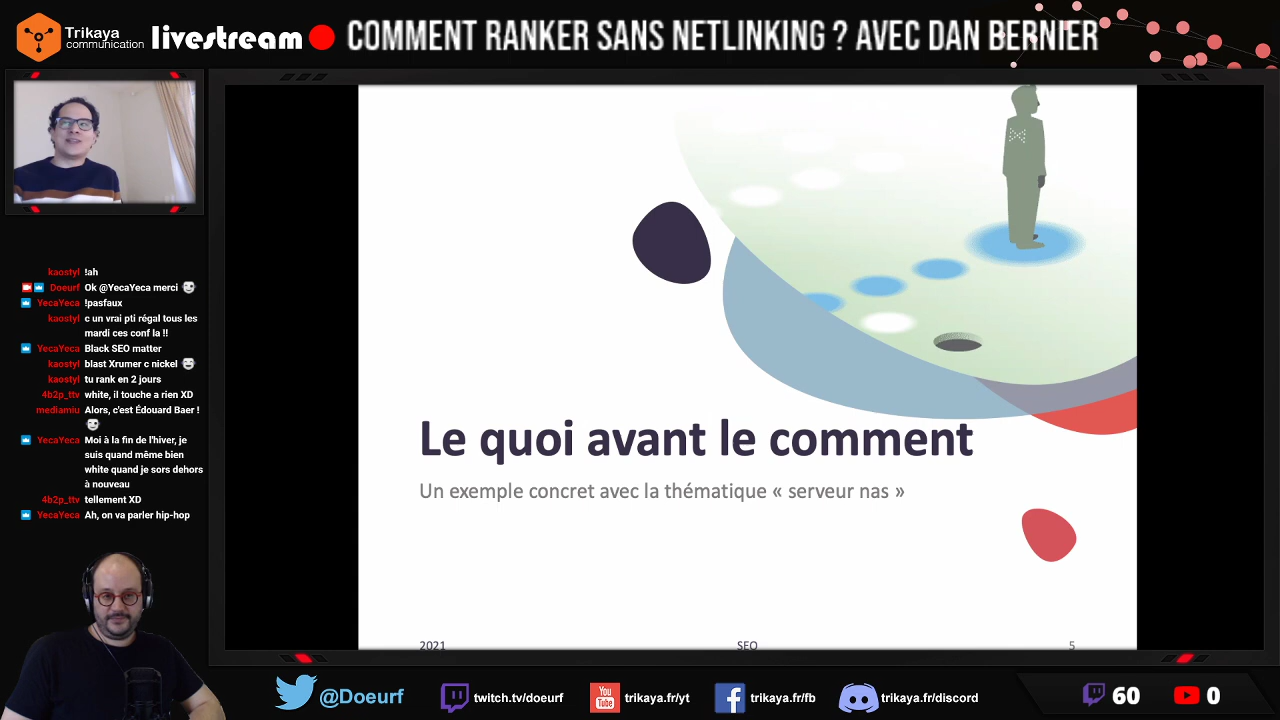 Trikaya
communication
livestream
COMMENT RANKER SANS NETLINKING ? AVEC DAN BERNIER
kaostyl !ah
Doeurf Ok @YecaYeca merci
YecaYeca !pasfaux
kaostyl c un vrai pti régal tous les
mardi ces conf la !!
YecaYeca Black SEO matter
kaostyl blast Xrumer c nickel
kaostyl tu rank en 2 jours
4b2p_ttv white, il touche a rien XD
mediamiu Alors, c'est Édouard Baer !
YecaYeca Moi à la fin de l'hiver, je
suis quand même bien
white quand je sors dehors
à nouveau
4b2p_ttv tellement XD
YecaYeca Ah, on va parler hip-hop
Le quoi avant le comment
Un exemple concret avec la thématique « serveur nas »
2021 SEO 5
@Doeurf
twitch.tv/doeurf
You
Tube
trikaya.fr/yt
trikaya.fr/fb
trikaya.fr/discord
60
0